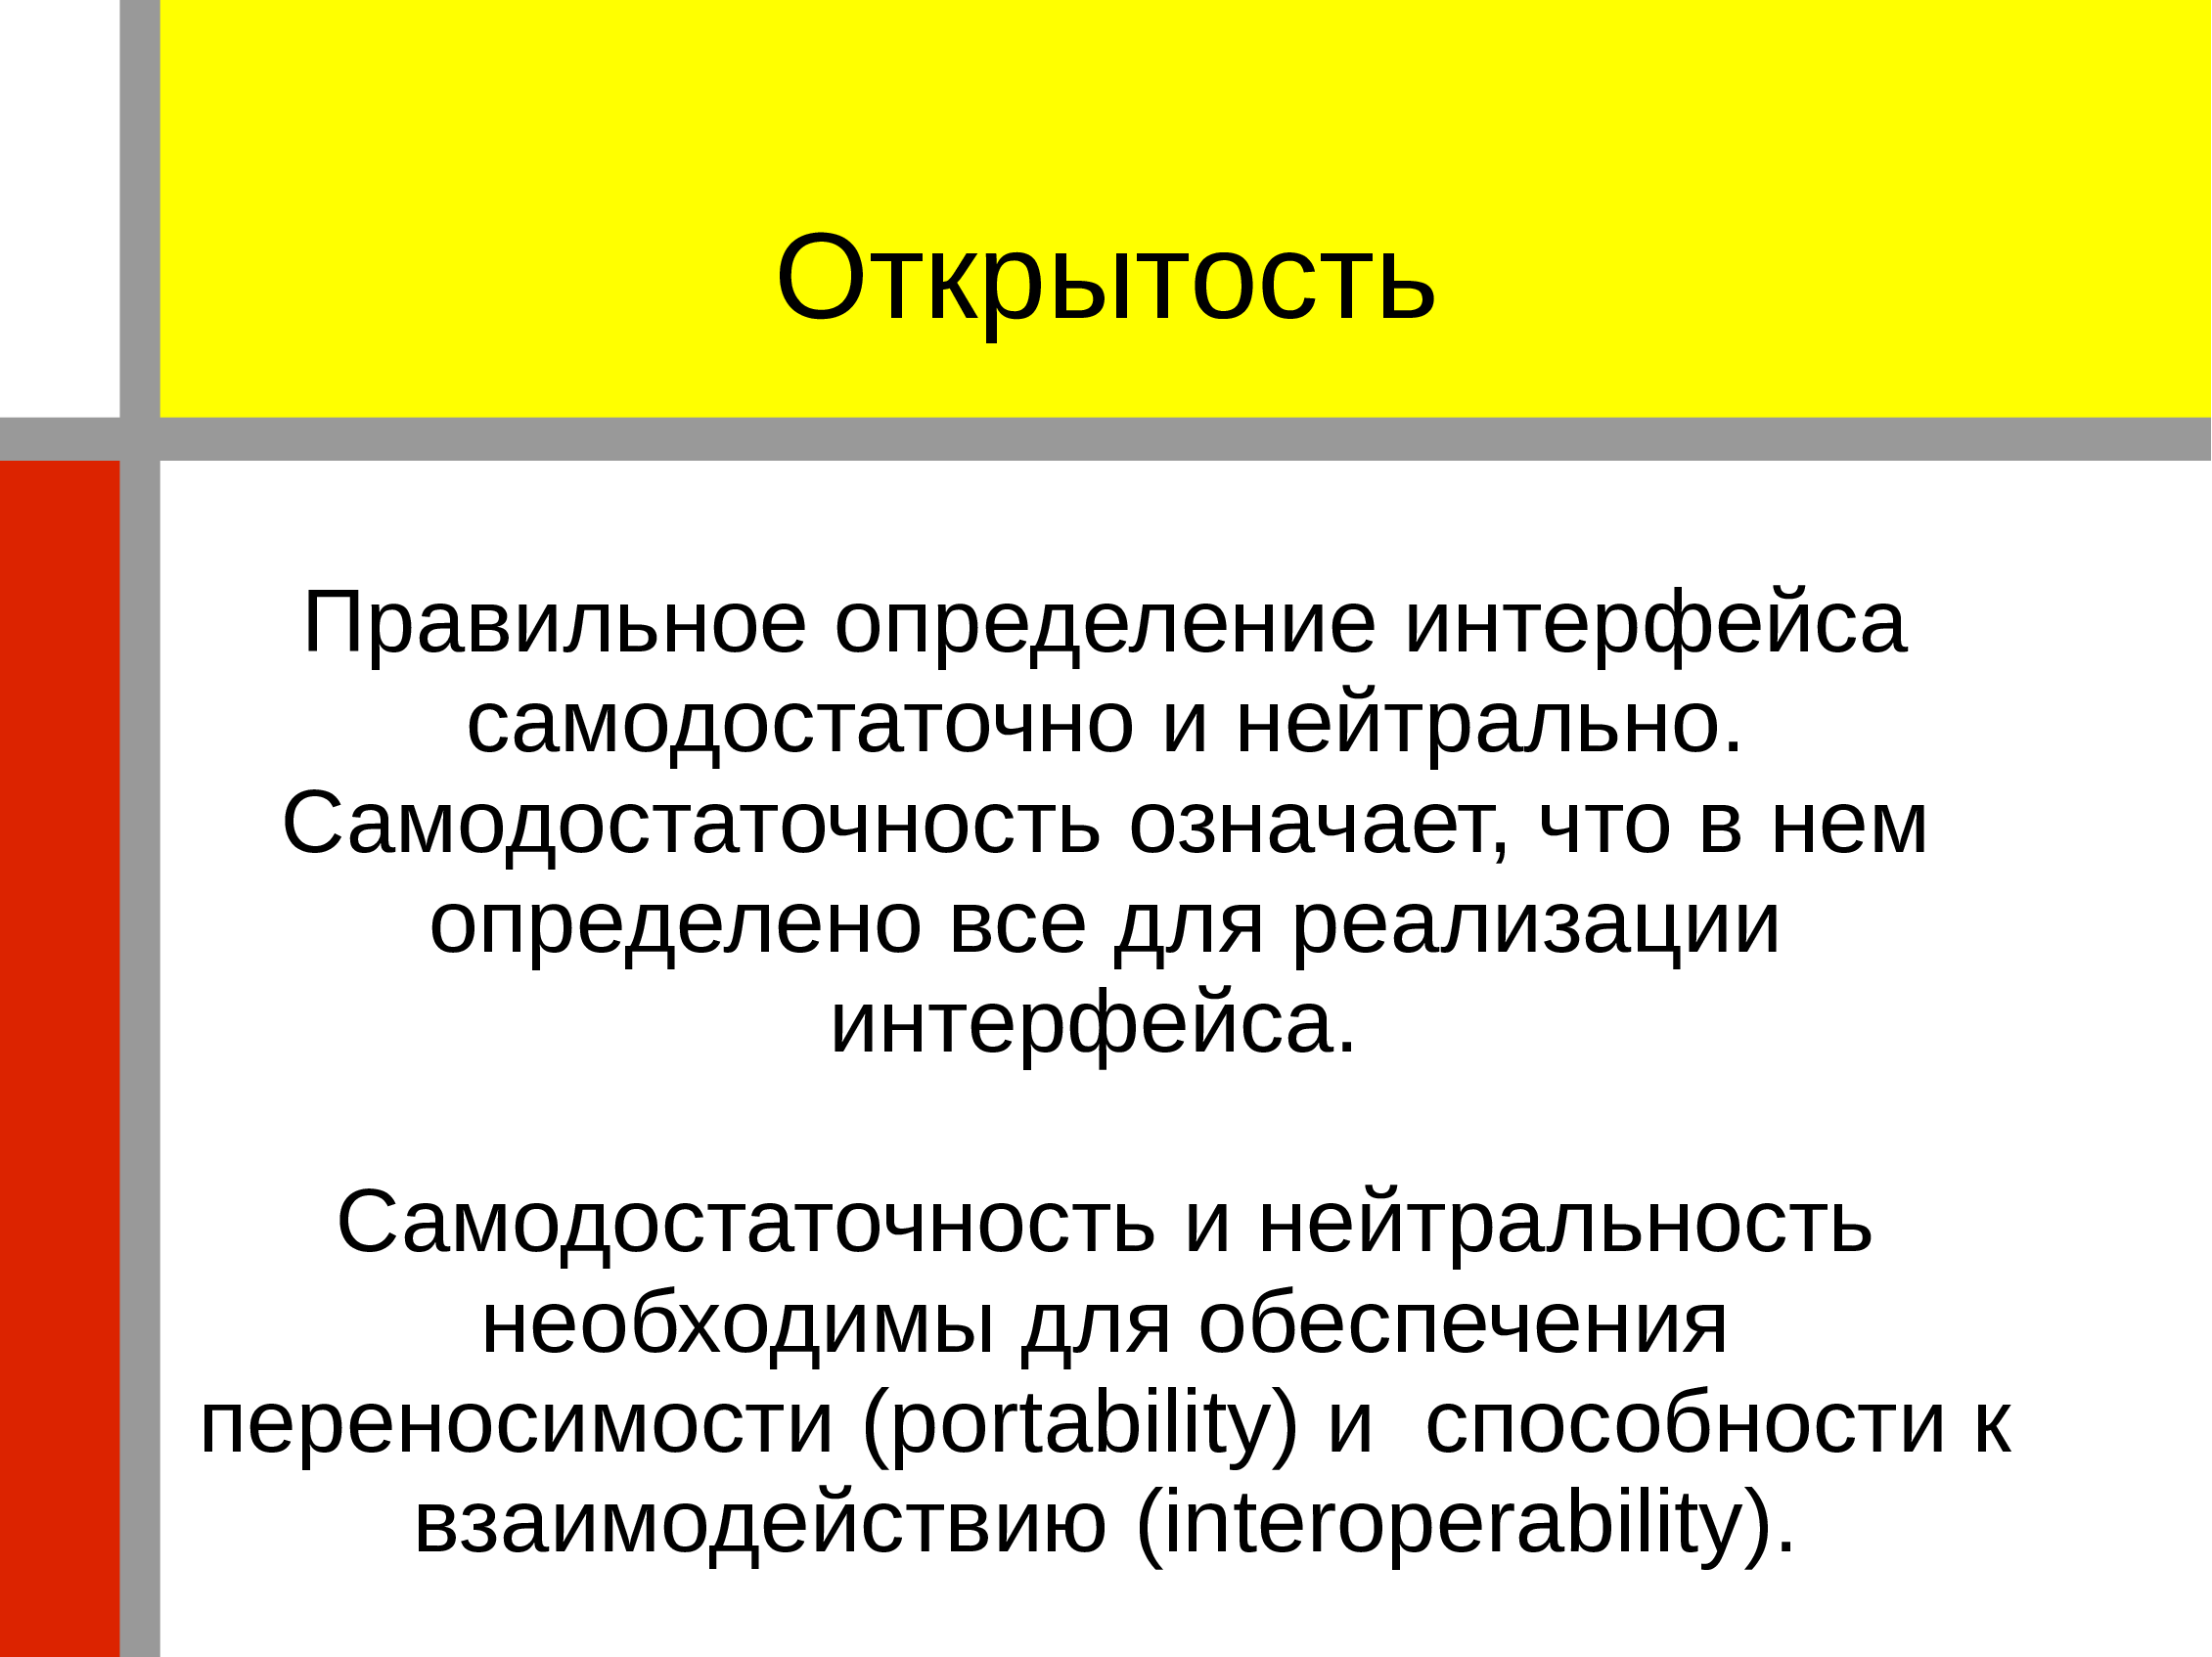 Открытость
Правильное определение интерфейса
самодостаточно и нейтрально.
Самодостаточность означает, что в нем
определено все для реализации
интерфейса.
Самодостаточность и нейтральность
необходимы для обеспечения
переносимости (portability) и  способности к
взаимодействию (interoperability).